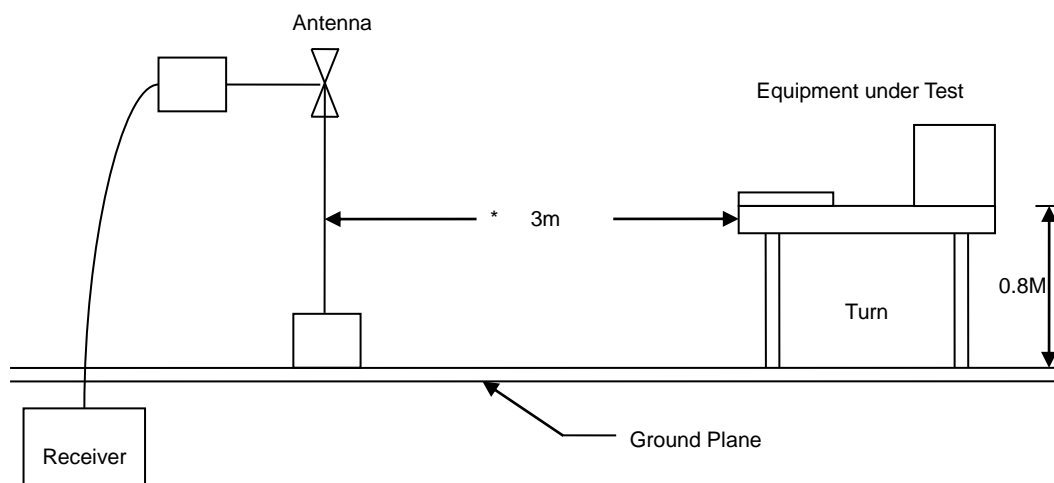 Antenna
Equipment under Test
* 3m
0.8M
Turn
Ground Plane
Receiver